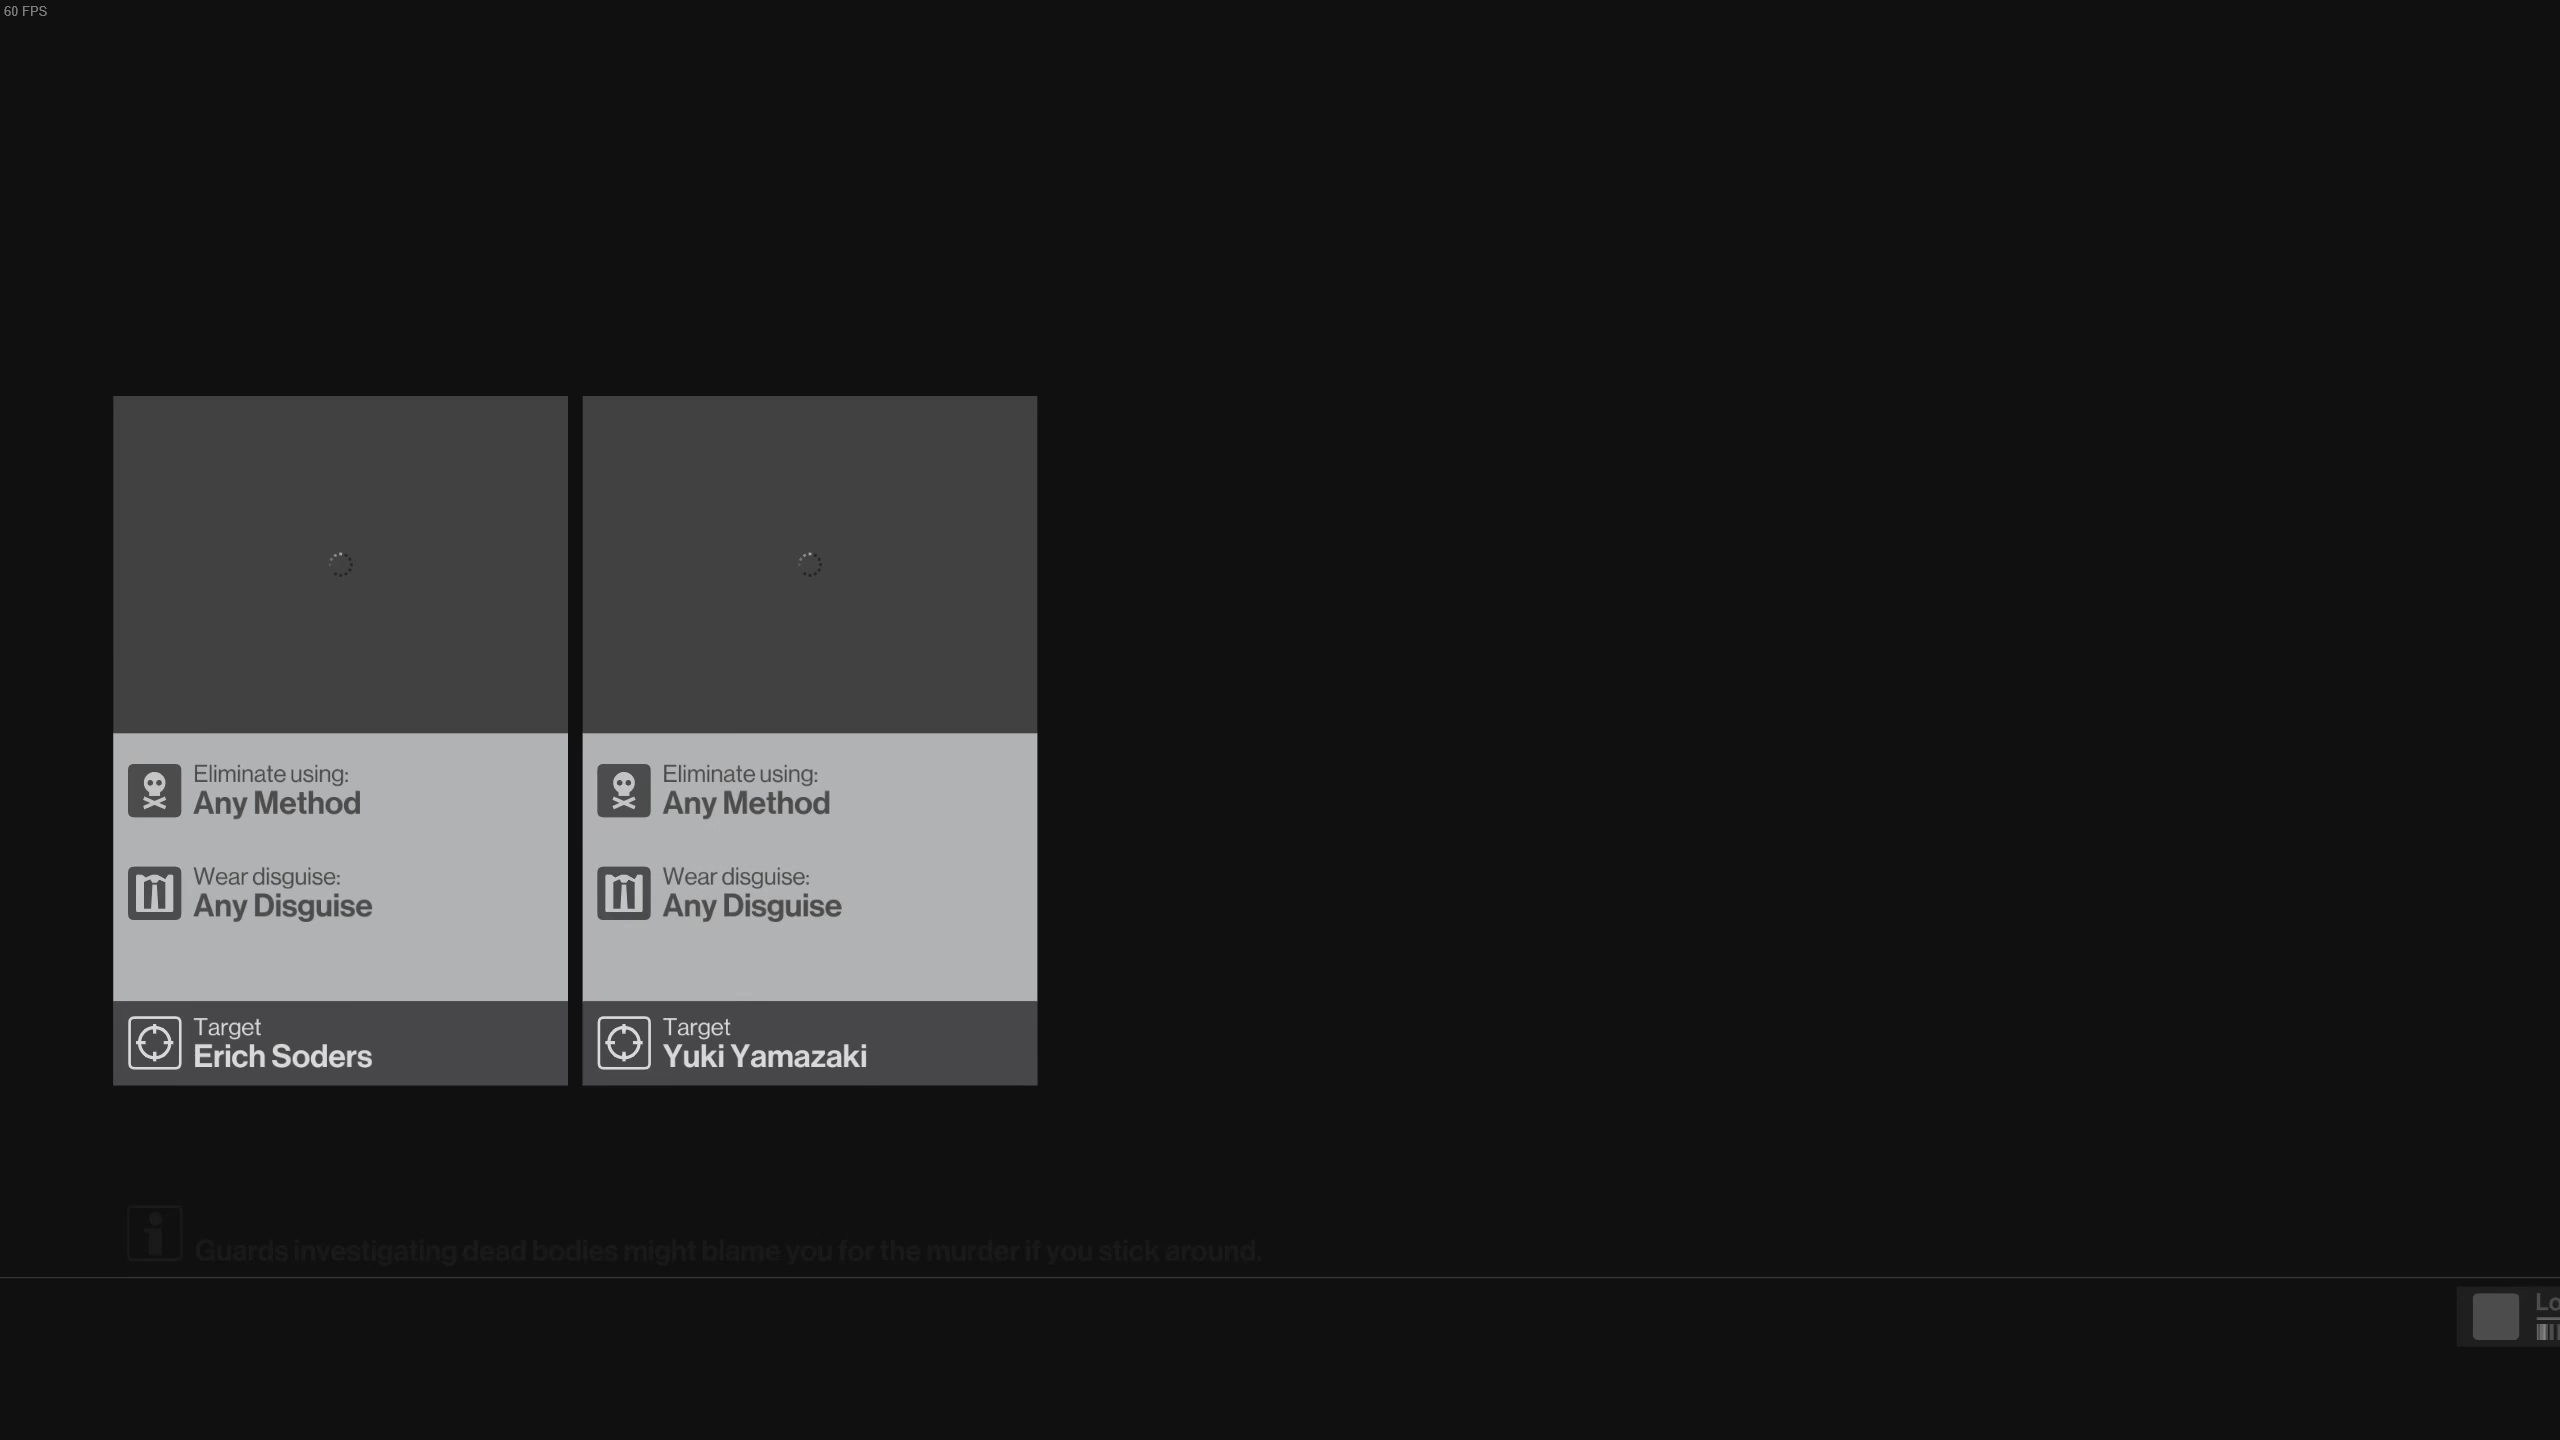 60 FPS
Eliminate using:
Any Method
Wear disguise:
Any Disguise
Target
Erich Soders
Eliminate using:
Any Method
Wear disguise:
Any Disguise
Target
Yuki Yamazaki
Guards investigating dead bodies might blame you for the murder if you stick around.
Lo